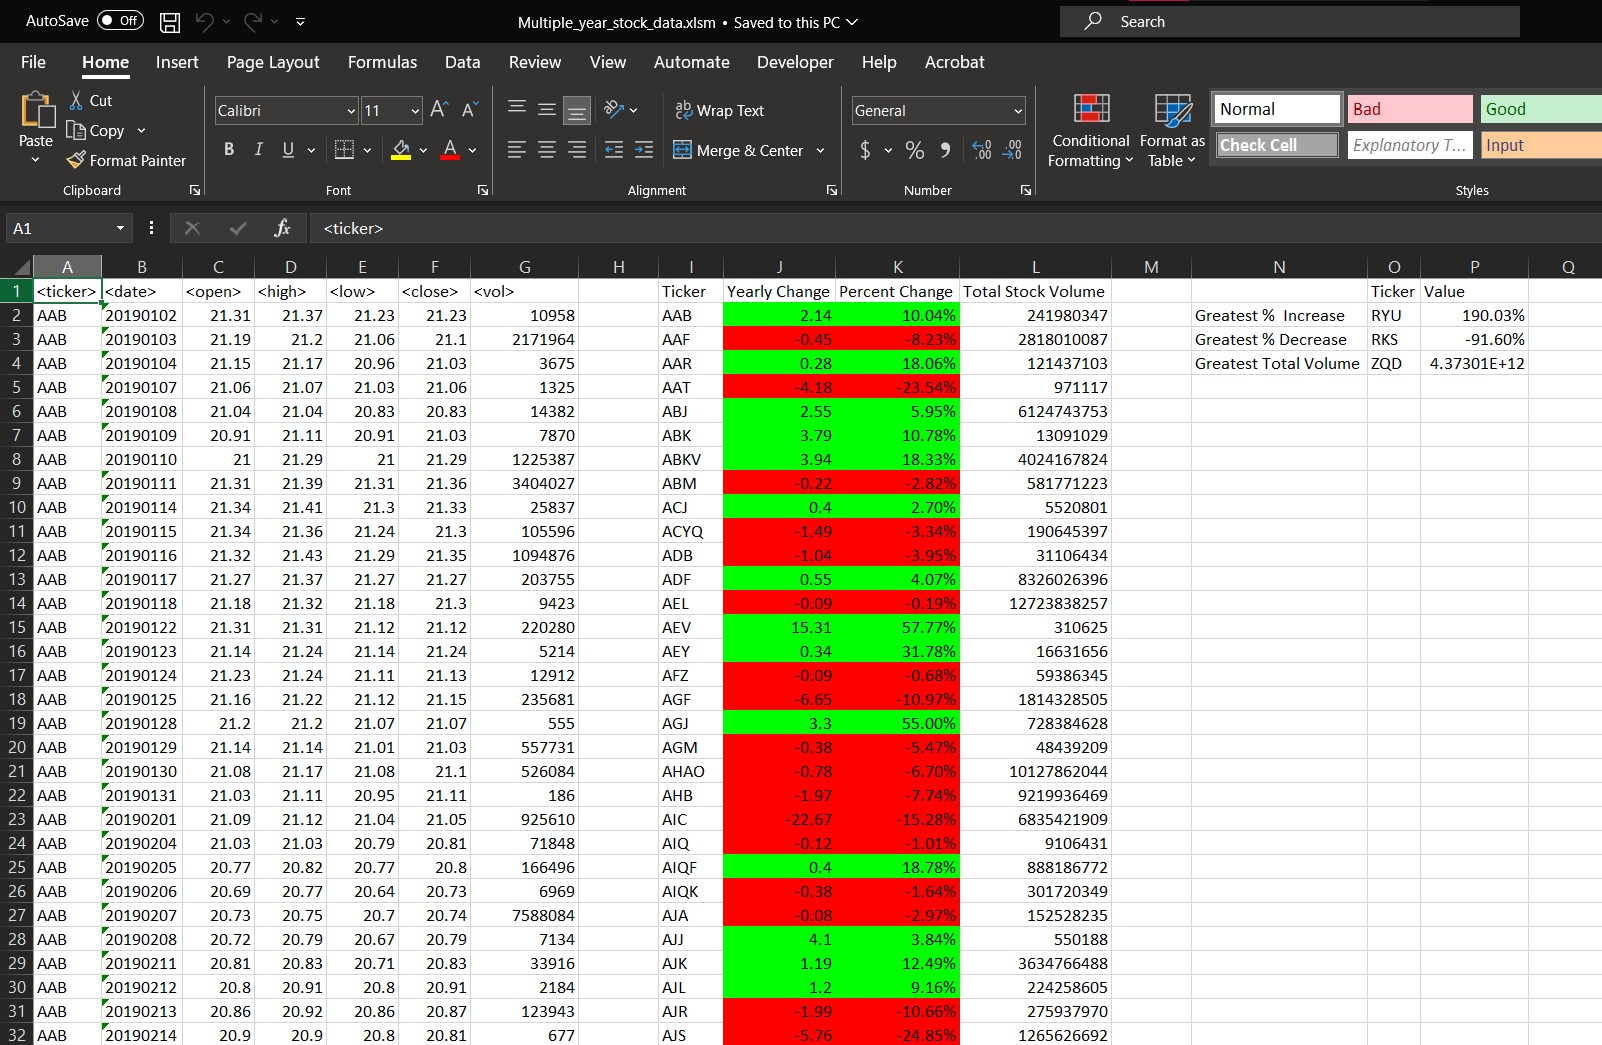 AutoSave Off Multiple_year_stock_data.xlsm • Saved to this PC Search
File Home Insert Page Layout Formulas Data Review View Automate Developer Help Acrobat
Paste Cut Copy Format Painter Clipboard
Calibri 11 B I U A Font
Wrap Text Merge & Center Alignment
General $ % Number
Conditional Formatting Format as Table
Normal Bad Good
Check Cell Explanatory T... Input
Styles
A1 fx <ticker>
A B C D E F G H I J K L M N O P Q
1 <ticker> <date> <open> <high> <low> <close> <vol> Ticker Yearly Change Percent Change Total Stock Volume Ticker Value
2 AAB 20190102 21.31 21.37 21.23 21.23 10958 AAB 2.14 10.04% 241980347 Greatest % Increase RYU 190.03%
3 AAB 20190103 21.19 21.2 21.06 21.1 2171964 AAF -0.45 -8.23% 2818010087 Greatest % Decrease RKS -91.60%
4 AAB 20190104 21.15 21.17 20.96 21.03 3675 AAR 0.28 18.06% 121437103 Greatest Total Volume ZQD 4.37301E+12
5 AAB 20190107 21.06 21.07 21.03 21.06 1325 AAT -4.18 -23.54% 971117
6 AAB 20190108 21.04 21.04 20.83 20.83 14382 ABJ 2.55 5.95% 6124743753
7 AAB 20190109 20.91 21.11 20.91 21.03 7870 ABK 3.79 10.78% 13091029
8 AAB 20190110 21 21.29 21 21.29 1225387 ABKV 3.94 18.33% 4024167824
9 AAB 20190111 21.31 21.39 21.31 21.36 3404027 ABM -0.22 -2.82% 581771223
10 AAB 20190114 21.34 21.41 21.3 21.33 25837 ACJ 0.4 2.70% 5520801
11 AAB 20190115 21.34 21.36 21.24 21.3 105596 ACYQ -1.49 -3.34% 190645397
12 AAB 20190116 21.32 21.43 21.29 21.35 1094876 ADB -1.04 -3.95% 31106434
13 AAB 20190117 21.27 21.37 21.27 21.27 203755 ADF 0.55 4.07% 8326026396
14 AAB 20190118 21.18 21.32 21.18 21.3 9423 AEL -0.09 -0.19% 12723838257
15 AAB 20190122 21.31 21.31 21.12 21.12 220280 AEV 15.31 57.77% 310625
16 AAB 20190123 21.14 21.24 21.14 21.24 5214 AEY 0.34 31.78% 16631656
17 AAB 20190124 21.23 21.24 21.11 21.13 12912 AFZ -0.09 -0.68% 59386345
18 AAB 20190125 21.16 21.22 21.12 21.15 235681 AGF -6.65 -10.97% 1814328505
19 AAB 20190128 21.2 21.2 21.07 21.07 555 AGJ 3.3 55.00% 728384628
20 AAB 20190129 21.14 21.14 21.01 21.03 557731 AGM -0.38 -5.47% 48439209
21 AAB 20190130 21.08 21.17 21.08 21.1 526084 AHAO -0.78 -6.70% 10127862044
22 AAB 20190131 21.03 21.11 20.95 21.11 186 AHB -1.97 -7.74% 9219936469
23 AAB 20190201 21.09 21.12 21.04 21.05 925610 AIC -22.67 -15.28% 6835421909
24 AAB 20190204 21.03 21.03 20.79 20.81 71848 AIQ -0.12 -1.01% 9106431
25 AAB 20190205 20.77 20.82 20.77 20.8 166496 AIQF 0.4 18.78% 888186772
26 AAB 20190206 20.69 20.77 20.64 20.73 6969 AIQK -0.38 -1.64% 301720349
27 AAB 20190207 20.73 20.75 20.7 20.74 7588084 AJA -0.08 -2.97% 152528235
28 AAB 20190208 20.72 20.79 20.67 20.79 7134 AJJ 4.1 3.84% 550188
29 AAB 20190211 20.81 20.83 20.71 20.83 33916 AJK 1.19 12.49% 3634766488
30 AAB 20190212 20.8 20.91 20.8 20.91 2184 AJL 1.2 9.16% 224258605
31 AAB 20190213 20.86 20.92 20.86 20.87 123943 AJR -1.99 -10.66% 275937970
32 AAB 20190214 20.9 20.9 20.8 20.81 677 AJS -5.76 -24.85% 1265626692